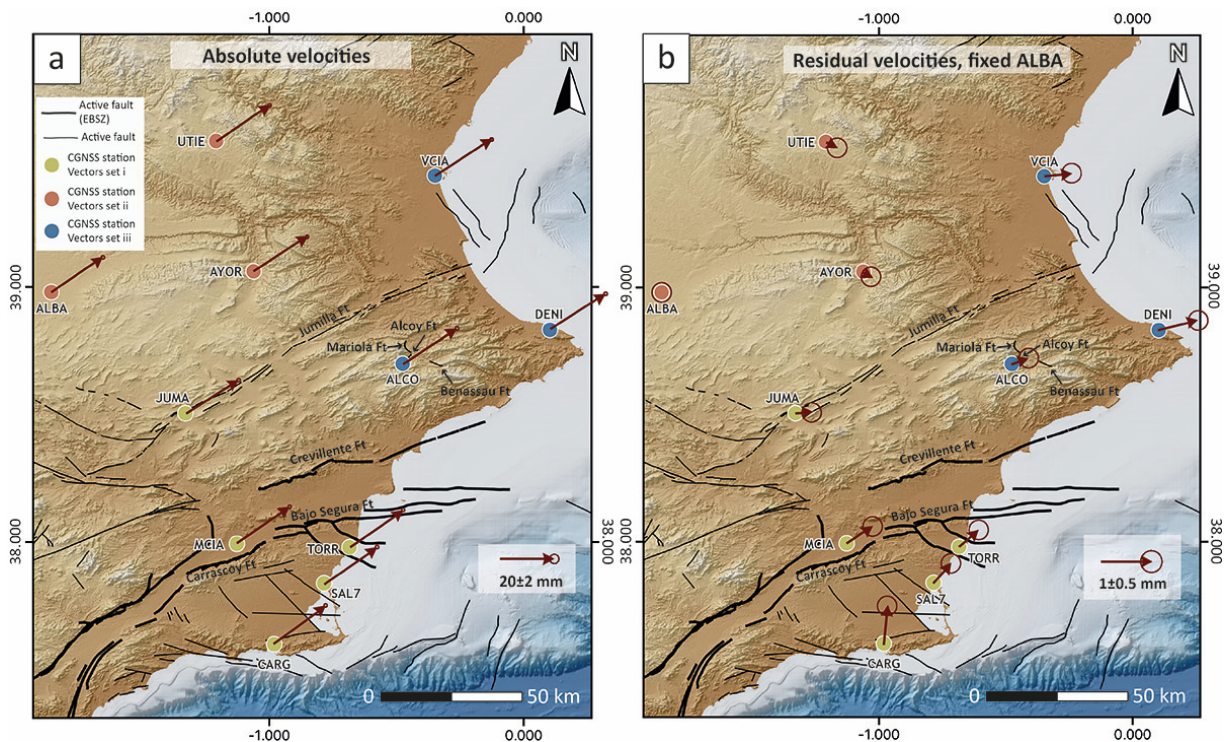 -1.000
0.000
a
Absolute velocities
N
Active fault
(EBSZ)
Active fault
CGNSS station
Vectors set i
CGNSS station
Vectors set ii
CGNSS station
Vectors set iii
UTIE
VCIA
AYOR
ALBA
39.000
DENI
Jumilla Ft
Alcoy Ft
Mariola Ft
ALCO
Benassau Ft
JUMA
Crevillente Ft
Bajo Segura Ft
38.000
MCIA
TORR
Carrascoy Ft
SAL7
CARG
20±2 mm
0
50 km
-1.000
0.000
-1.000
0.000
b
Residual velocities, fixed ALBA
N
UTIE
VCIA
AYOR
ALBA
39.000
DENI
Jumilla Ft
Alcoy Ft
Mariola Ft
ALCO
Benassau Ft
JUMA
Crevillente Ft
Bajo Segura Ft
38.000
38.000
MCIA
TORR
Carrascoy Ft
SAL7
CARG
1±0.5 mm
0
50 km
-1.000
0.000